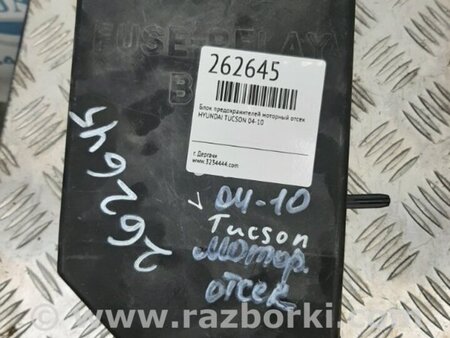 FUSE-RELAY
B
262645
Блок предохранителей моторный отсек
HYUNDAI TUCSON 04-10
г. Дергачи
www.3234444.com
262645
04-10
Tucson
мотор.
отсек
www.razborki.com